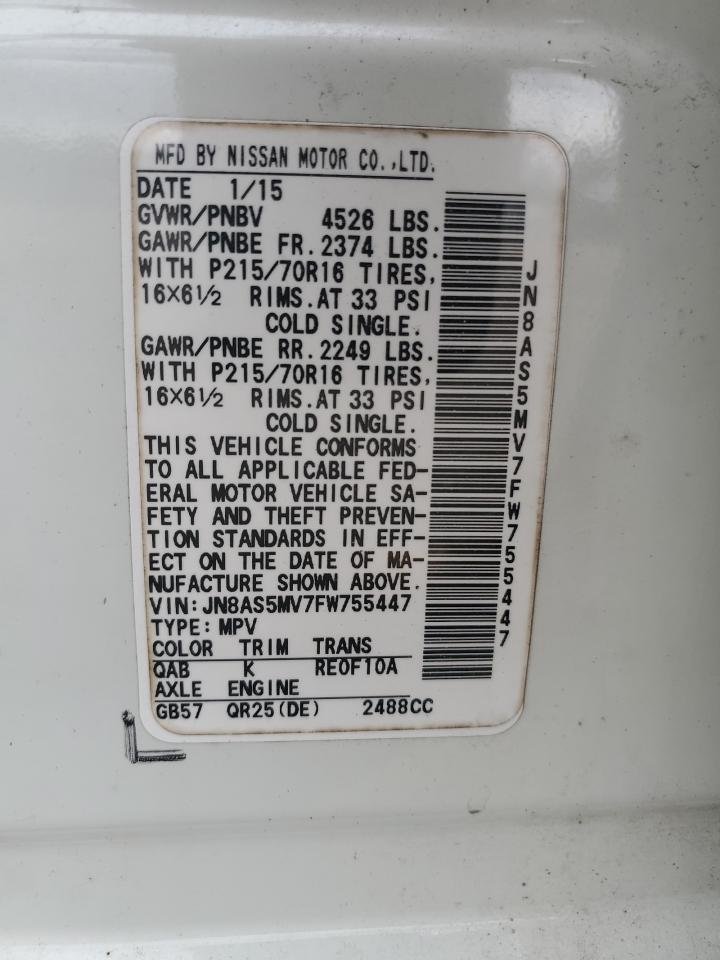 MFD BY NISSAN MOTOR CO.,LTD.
DATE 1/15
GVWR/PNBV 4526 LBS.
GAWR/PNBE FR.2374 LBS.
WITH P215/70R16 TIRES,
16X6½ RIMS.AT 33 PSI
COLD SINGLE.
GAWR/PNBE RR.2249 LBS.
WITH P215/70R16 TIRES,
16X6½ RIMS.AT 33 PSI
COLD SINGLE.
THIS VEHICLE CONFORMS
TO ALL APPLICABLE FED-
ERAL MOTOR VEHICLE SA-
FETY AND THEFT PREVEN-
TION STANDARDS IN EFF-
ECT ON THE DATE OF MA-
NUFACTURE SHOWN ABOVE.
VIN:JN8AS5MV7FW755447
TYPE:MPV
COLOR TRIM TRANS
QAB K RE0F10A
AXLE ENGINE
GB57 QR25(DE) 2488CC
JN8AS5MV7FW755447